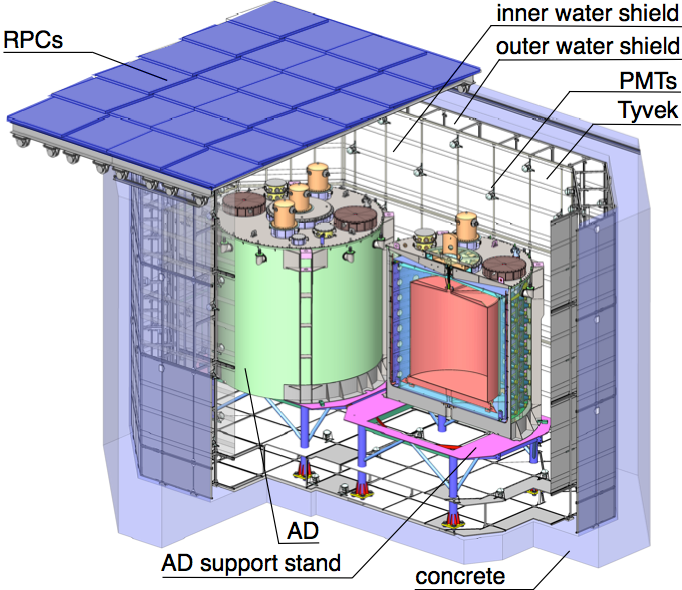 inner water shield
outer water shield
RPCs
PMTs
Tyvek
AD
AD support stand
concrete